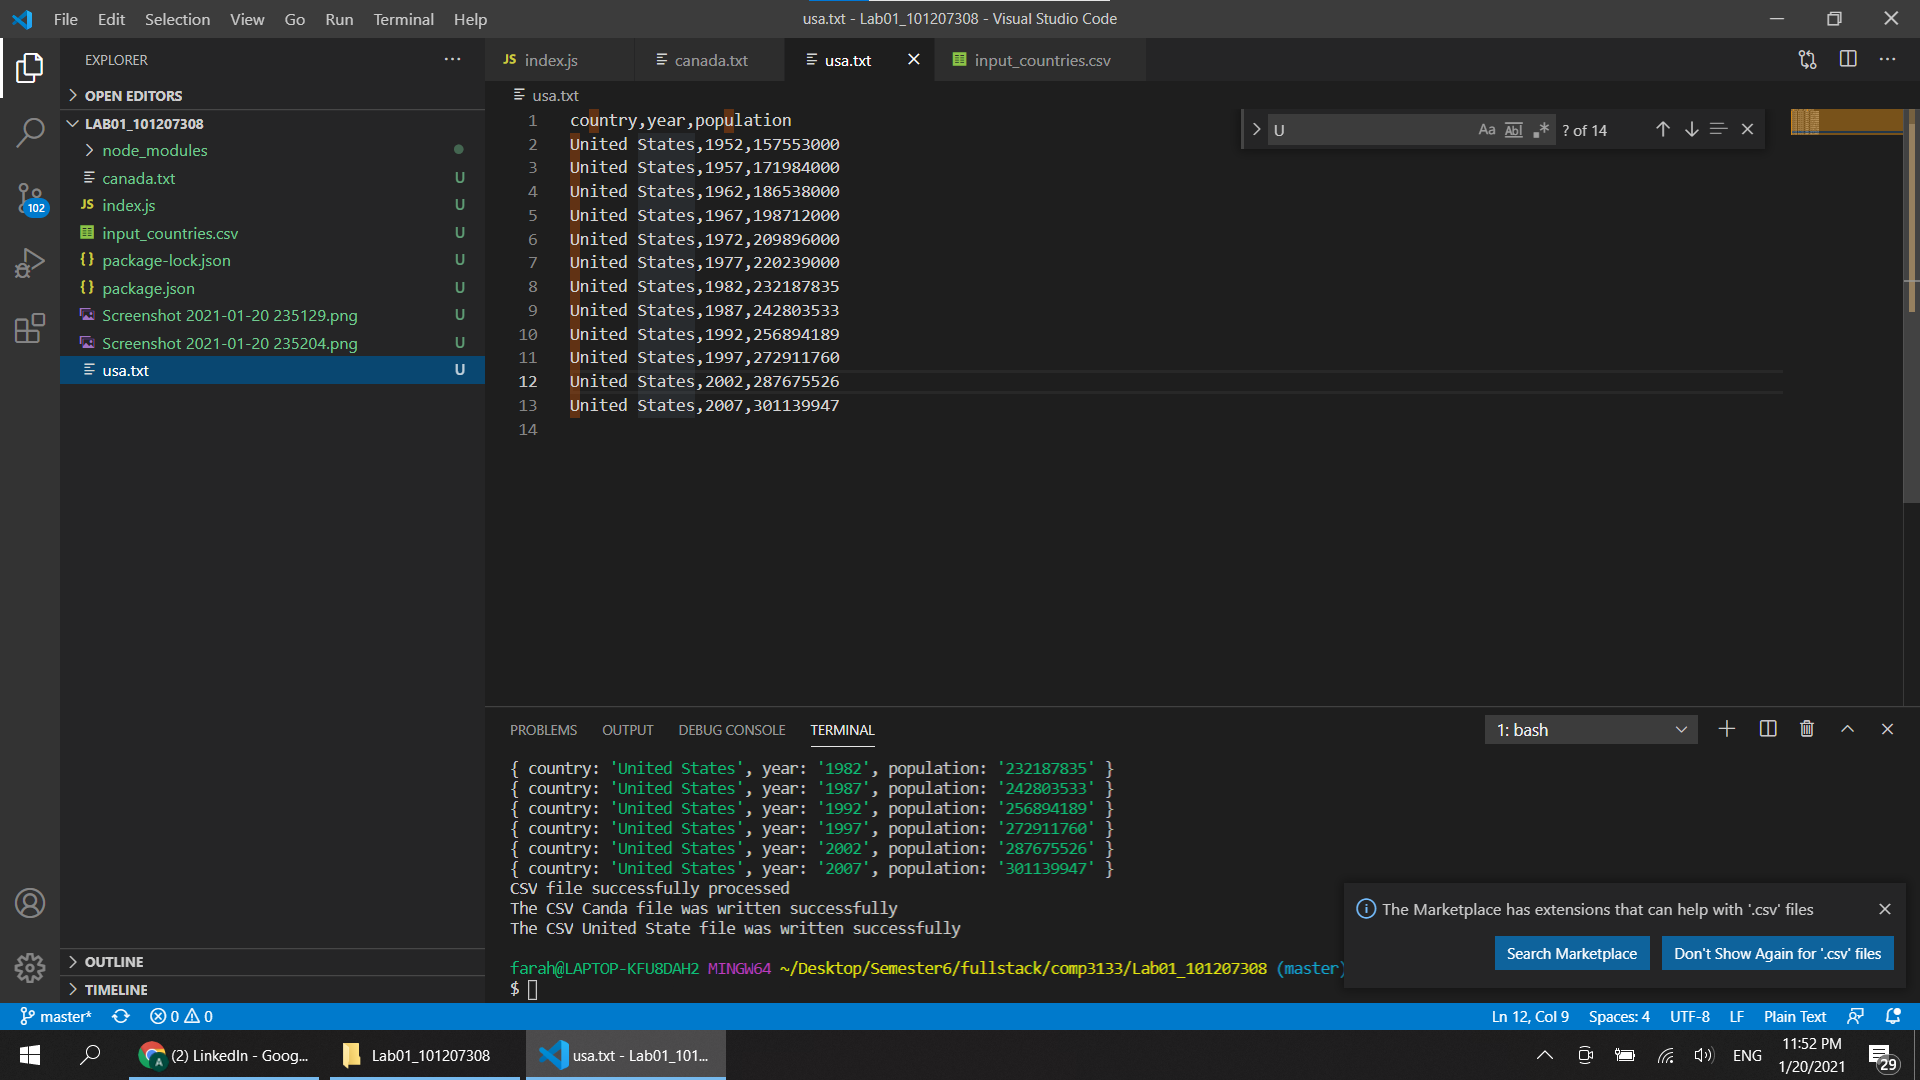 File Edit Selection View Go Run Terminal Help
usa.txt - Lab01_101207308 - Visual Studio Code
EXPLORER
OPEN EDITORS
LAB01_101207308
node_modules
canada.txt U
JS index.js U
input_countries.csv U
{} package-lock.json U
{} package.json U
Screenshot 2021-01-20 235129.png U
Screenshot 2021-01-20 235204.png U
usa.txt U
102
OUTLINE
TIMELINE
JS index.js
canada.txt
usa.txt
input_countries.csv
usa.txt
1 country,year,population
2 United States,1952,157553000
3 United States,1957,171984000
4 United States,1962,186538000
5 United States,1967,198712000
6 United States,1972,209896000
7 United States,1977,220239000
8 United States,1982,232187835
9 United States,1987,242803533
10 United States,1992,256894189
11 United States,1997,272911760
12 United States,2002,287675526
13 United States,2007,301139947
14
U Aa Abl .* ? of 14
PROBLEMS OUTPUT DEBUG CONSOLE TERMINAL
1: bash
{ country: 'United States', year: '1982', population: '232187835' }
{ country: 'United States', year: '1987', population: '242803533' }
{ country: 'United States', year: '1992', population: '256894189' }
{ country: 'United States', year: '1997', population: '272911760' }
{ country: 'United States', year: '2002', population: '287675526' }
{ country: 'United States', year: '2007', population: '301139947' }
CSV file successfully processed
The CSV Canda file was written successfully
The CSV United State file was written successfully
farah@LAPTOP-KFU8DAH2 MINGW64 ~/Desktop/Semester6/fullstack/comp3133/Lab01_101207308 (master)
$
The Marketplace has extensions that can help with '.csv' files
Search Marketplace
Don't Show Again for '.csv' files
master* 0 0
Ln 12, Col 9 Spaces: 4 UTF-8 LF Plain Text
A (2) LinkedIn - Goog...
Lab01_101207308
usa.txt - Lab01_101...
ENG
11:52 PM
1/20/2021
29